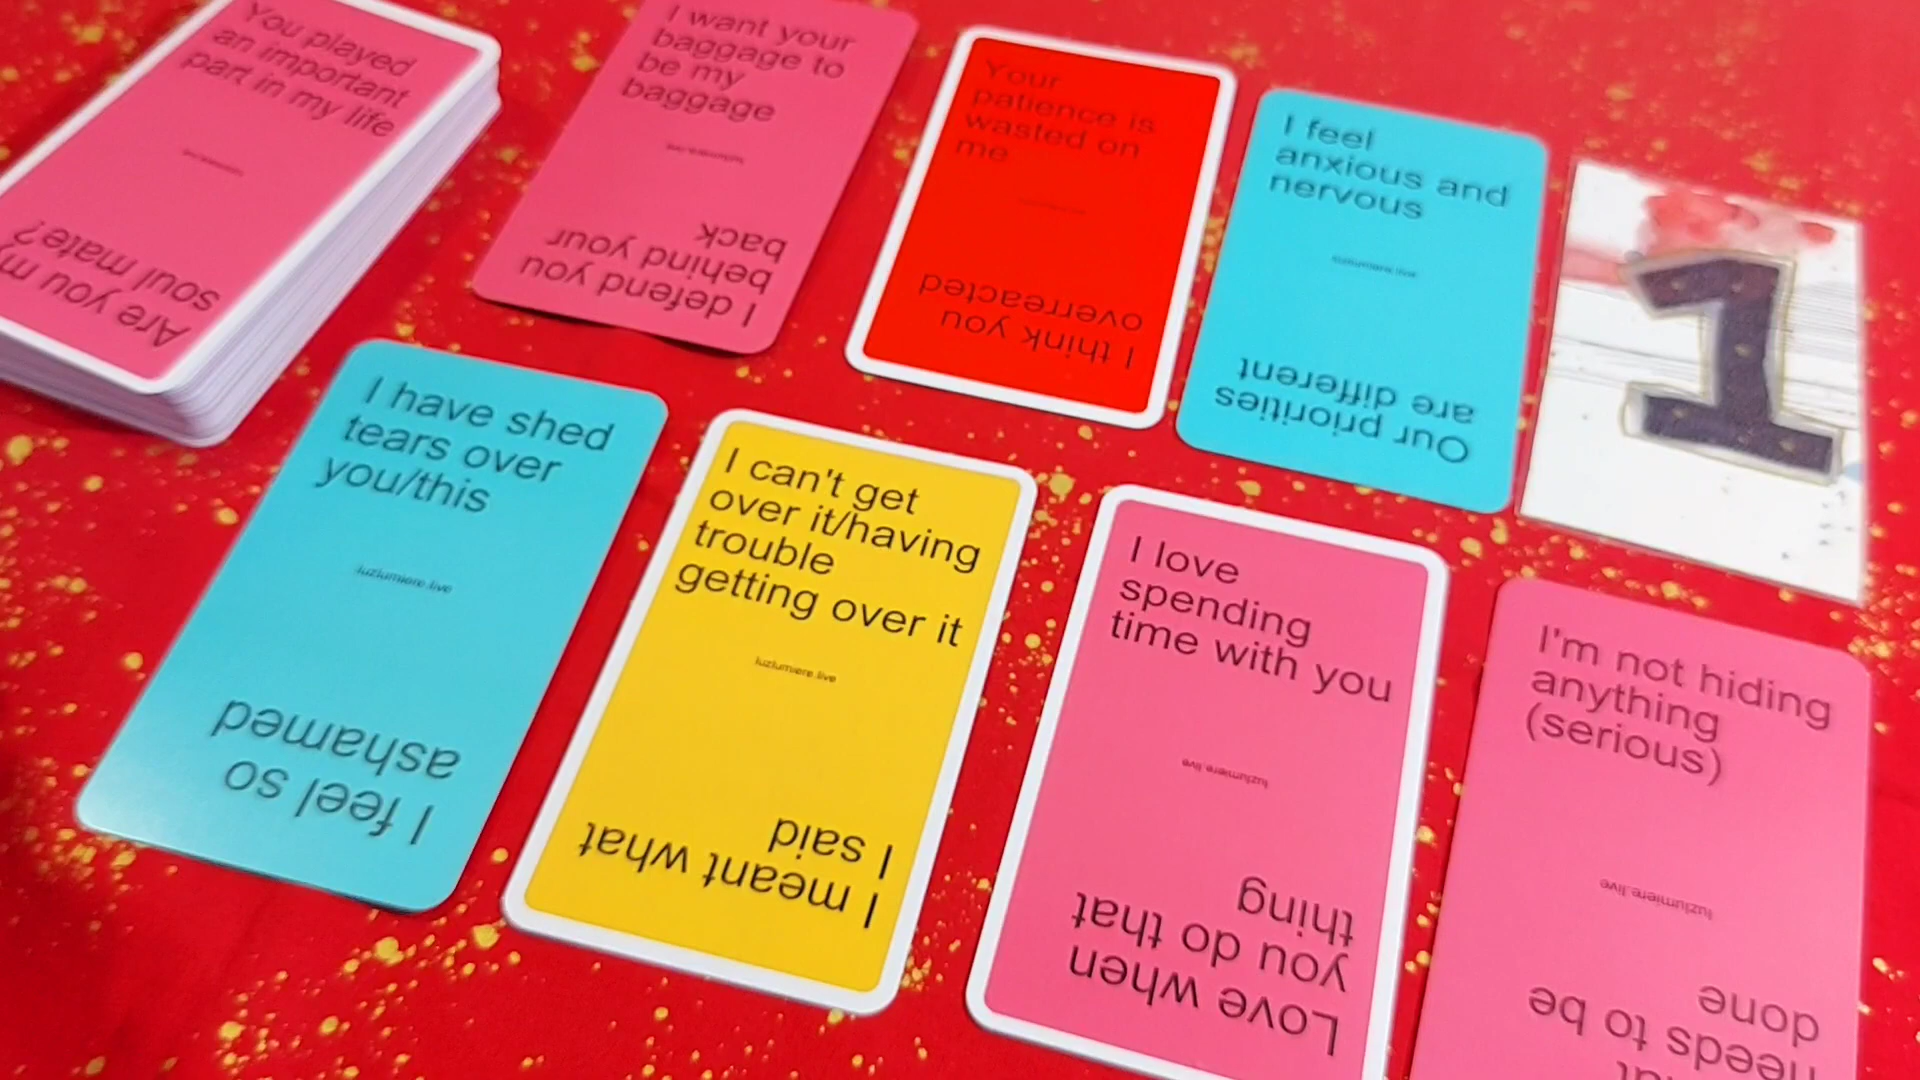 You played
an important
part in my life
Are you my
soul mate?
I want your
baggage to
be my
baggage
luzlumiere.live
I defend you
behind your
back
Your
patience is
wasted on
me
I think you
overreacted
I feel
anxious and
nervous
luzlumiere.live
Our priorities
are different
1
I have shed
tears over
you/this
luzlumiere.live
I feel so
ashamed
I can't get
over it/having
trouble
getting over it
luzlumiere.live
I meant what
I said
I love
spending
time with you
luzlumiere.live
Love when
you do that
thing
I'm not hiding
anything
(serious)
luzlumiere.live
needs to be
done